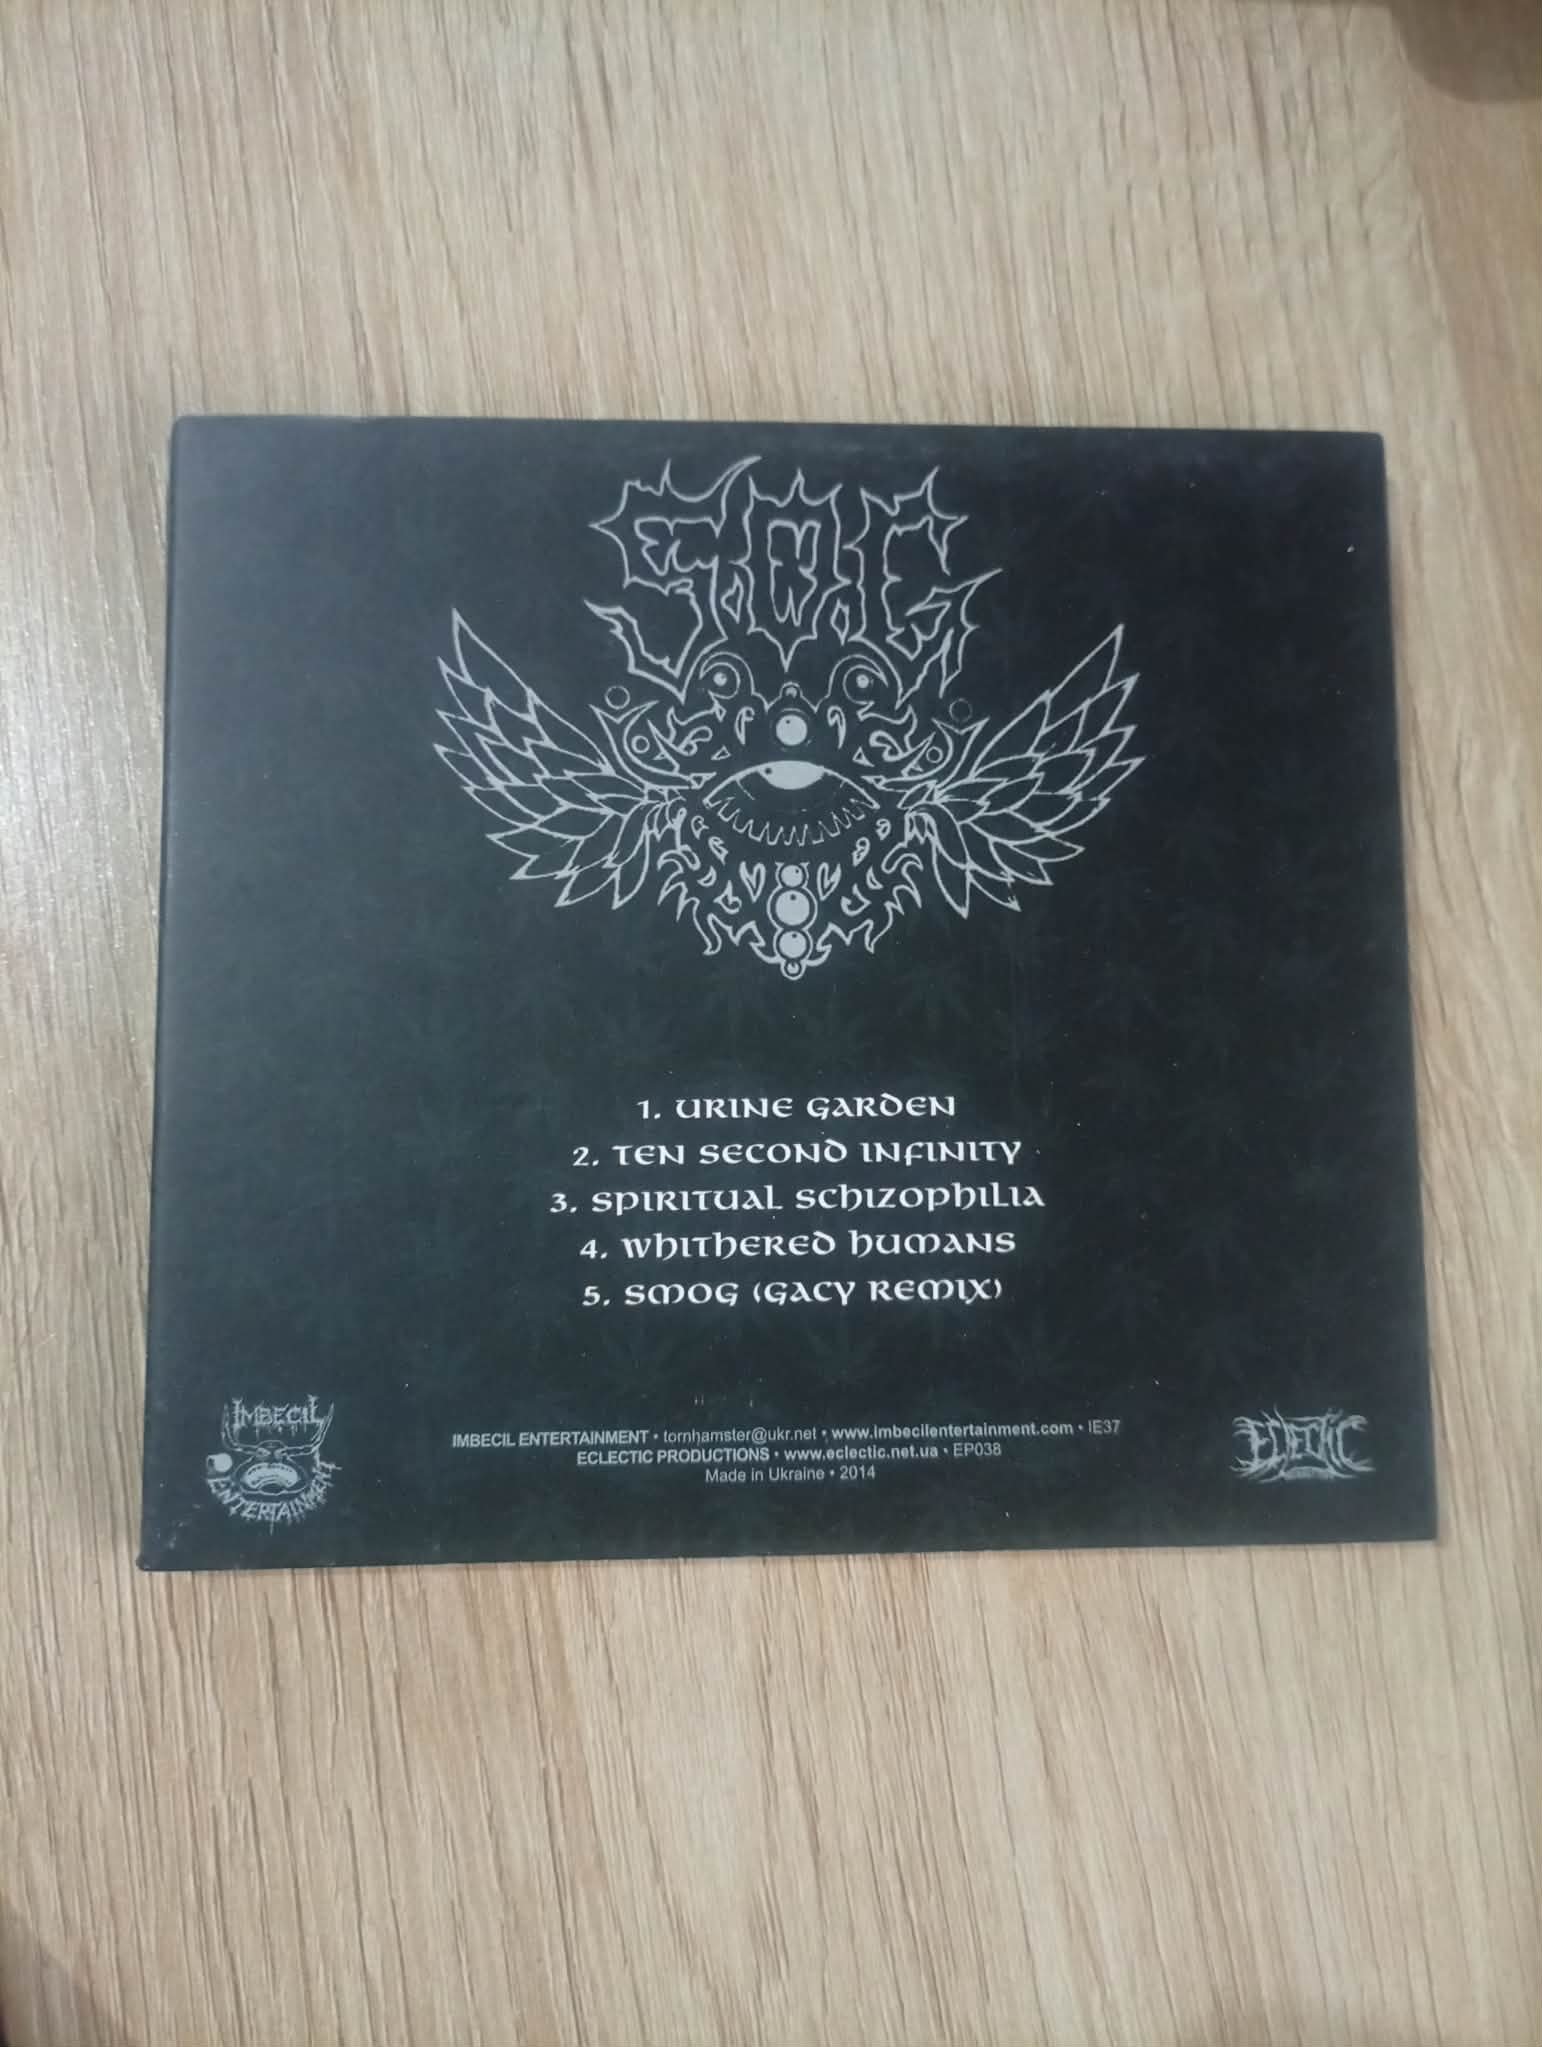 S.O.G
1. URINE GARDEN
2. TEN SECOND INFINITY
3. SPIRITUAL SCHIZOPHILIA
4. WHITHERED HUMANS
5. SMOG (GACY REMIX)
IMBECIL
ENTERTAINMENT
IMBECIL ENTERTAINMENT • tornhamster@ukr.net • www.imbecilentertainment.com • IE37
ECLECTIC PRODUCTIONS • www.eclectic.net.ua • EP038
Made in Ukraine • 2014
ECLECTIC